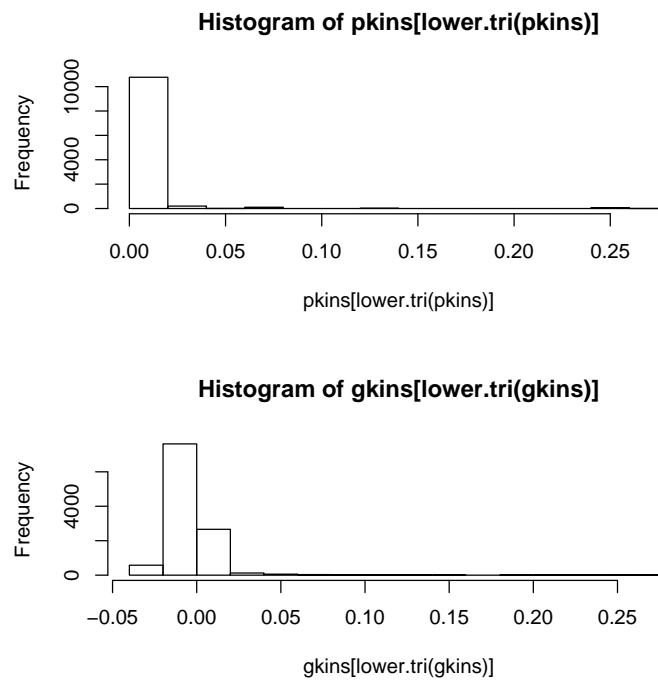 Histogram of pkins[lower.tri(pkins)]
Frequency
0 4000 10000
0.00 0.05 0.10 0.15 0.20 0.25
pkins[lower.tri(pkins)]
Histogram of gkins[lower.tri(gkins)]
Frequency
0 4000
−0.05 0.00 0.05 0.10 0.15 0.20 0.25
gkins[lower.tri(gkins)]